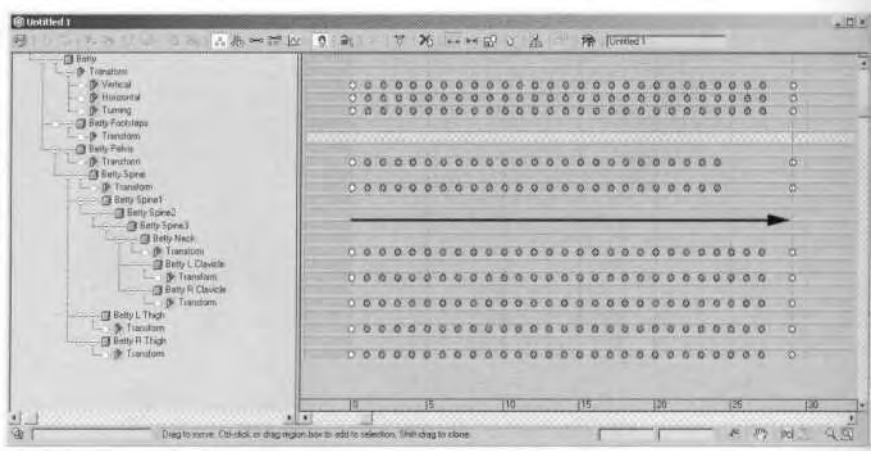 Untitled 1
Untitled 1
Betty
Transform
Vertical
Horizontal
Turning
Betty Footsteps
Transform
Betty Pelvis
Transform
Betty Spine
Transform
Betty Spine1
Betty Spine2
Betty Spine3
Betty Neck
Transform
Betty L Clavicle
Transform
Betty R Clavicle
Transform
Betty L Thigh
Transform
Betty R Thigh
Transform
0 5 10 15 20 25 30
Drag to move. Ctrl-click or drag region box to add to selection. Shift-drag to clone.